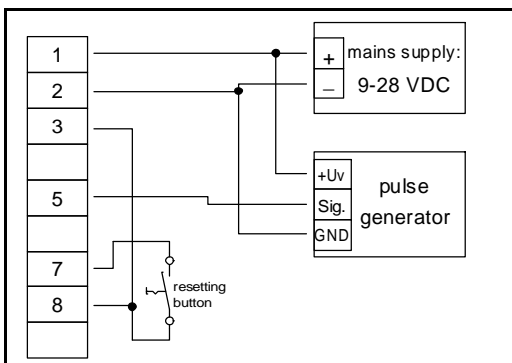 1
2
3
5
7
8
+
–
mains supply:
9-28 VDC
+Uv
Sig.
GND
pulse
generator
resetting
button